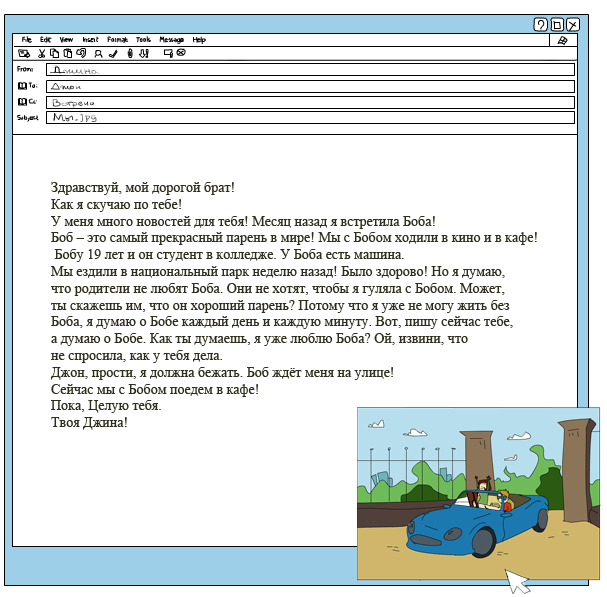 File Edit View Insert Format Tools Message Help
From: Джина
To: Джон
Cc: Встреча
Subject Мы.jpg
Здравствуй, мой дорогой брат!
Как я скучаю по тебе!
У меня много новостей для тебя! Месяц назад я встретила Боба!
Боб – это самый прекрасный парень в мире! Мы с Бобом ходили в кино и в кафе!
Бобу 19 лет и он студент в колледже. У Боба есть машина.
Мы ездили в национальный парк неделю назад! Было здорово! Но я думаю,
что родители не любят Боба. Они не хотят, чтобы я гуляла с Бобом. Может,
ты скажешь им, что он хороший парень? Потому что я уже не могу жить без
Боба, я думаю о Бобе каждый день и каждую минуту. Вот, пишу сейчас тебе,
а думаю о Бобе. Как ты думаешь, я уже люблю Боба? Ой, извини, что
не спросила, как у тебя дела.
Джон, прости, я должна бежать. Боб ждёт меня на улице!
Сейчас мы с Бобом поедем в кафе!
Пока, Целую тебя.
Твоя Джина!